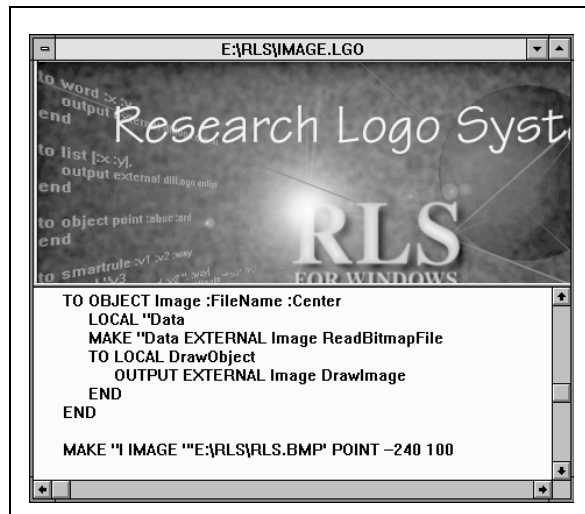 E:\RLS\IMAGE.LGO
to word :x :y,
output external
end
Research Logo Syst
to list [:x :y],
output external dllLogo
end
to object point :absc :ord
end
to smartrule :v1 :v2 :way
RLS
FOR WINDOWS
TO OBJECT Image :FileName :Center
LOCAL "Data
MAKE "Data EXTERNAL Image ReadBitmapFile
TO LOCAL DrawObject
OUTPUT EXTERNAL Image DrawImage
END
END
MAKE "I IMAGE "'E:\RLS\RLS.BMP' POINT –240 100